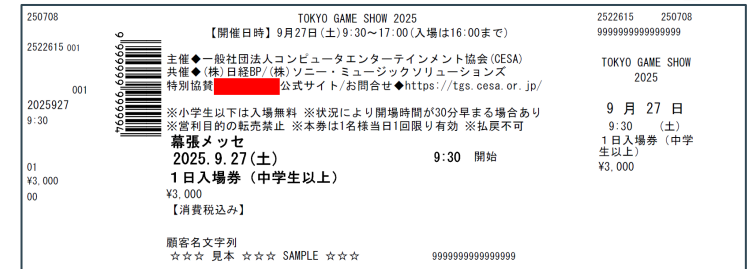 250708
2522615 001
001
2025927
9:30
01
¥3,000
00
TOKYO GAME SHOW 2025
【開催日時】9月27日(土)9:30~17:00(入場は16:00まで)
主催◆一般社団法人コンピュータエンターテインメント協会(CESA)
共催◆(株)日経BP/(株)ソニー・ミュージックソリューションズ
特別協賛 公式サイト/お問合せ◆https://tgs.cesa.or.jp/
※小学生以下は入場無料 ※状況により開場時間が30分早まる場合あり
※営利目的の転売禁止 ※本券は1名様当日1回限り有効 ※払戻不可
幕張メッセ
2025.9.27(土) 9:30 開始
1日入場券(中学生以上)
¥3,000
【消費税込み】
顧客名文字列
☆☆☆ 見本 ☆☆☆ SAMPLE ☆☆☆ 9999999999999999
2522615 250708
9999999999999999
TOKYO GAME SHOW
2025
9 月 27 日
9:30 (土)
1日入場券(中学
生以上)
¥3,000